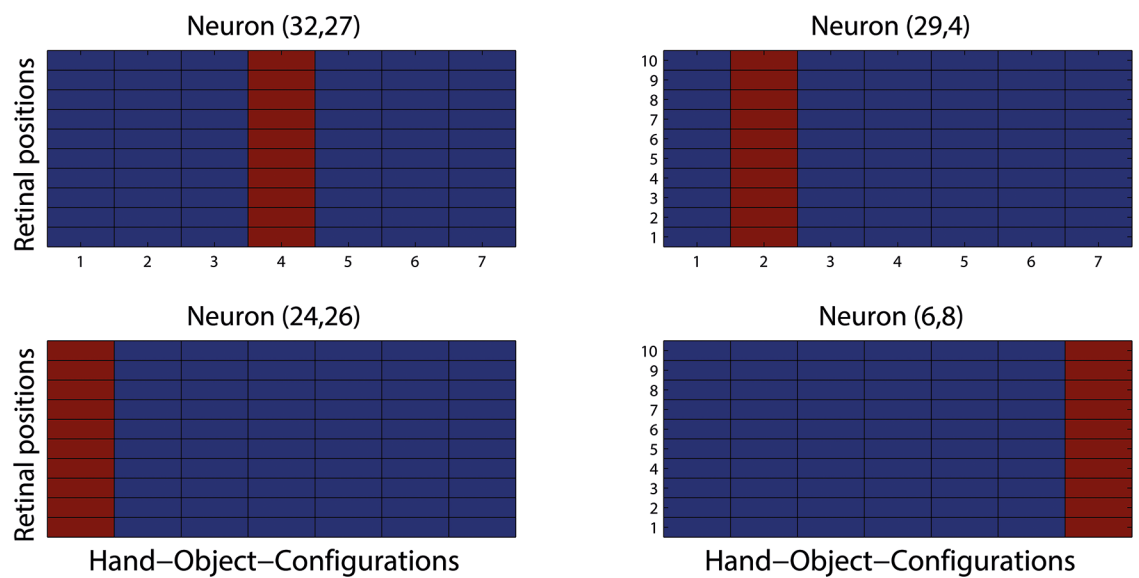 Neuron (32,27)
Retinal positions
1 2 3 4 5 6 7
Neuron (29,4)
10
9
8
7
6
5
4
3
2
1
1 2 3 4 5 6 7
Neuron (24,26)
Retinal positions
Hand−Object−Configurations
Neuron (6,8)
10
9
8
7
6
5
4
3
2
1
Hand−Object−Configurations